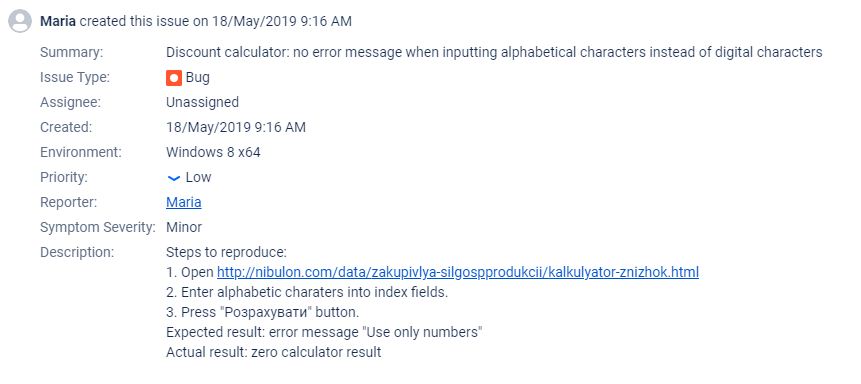 Maria created this issue on 18/May/2019 9:16 AM
Summary: Discount calculator: no error message when inputting alphabetical characters instead of digital characters
Issue Type: Bug
Assignee: Unassigned
Created: 18/May/2019 9:16 AM
Environment: Windows 8 x64
Priority: Low
Reporter: Maria
Symptom Severity: Minor
Description: Steps to reproduce:
1. Open http://nibulon.com/data/zakupivlya-silgospprodukcii/kalkulyator-znizhok.html
2. Enter alphabetic charaters into index fields.
3. Press "Розрахувати" button.
Expected result: error message "Use only numbers"
Actual result: zero calculator result